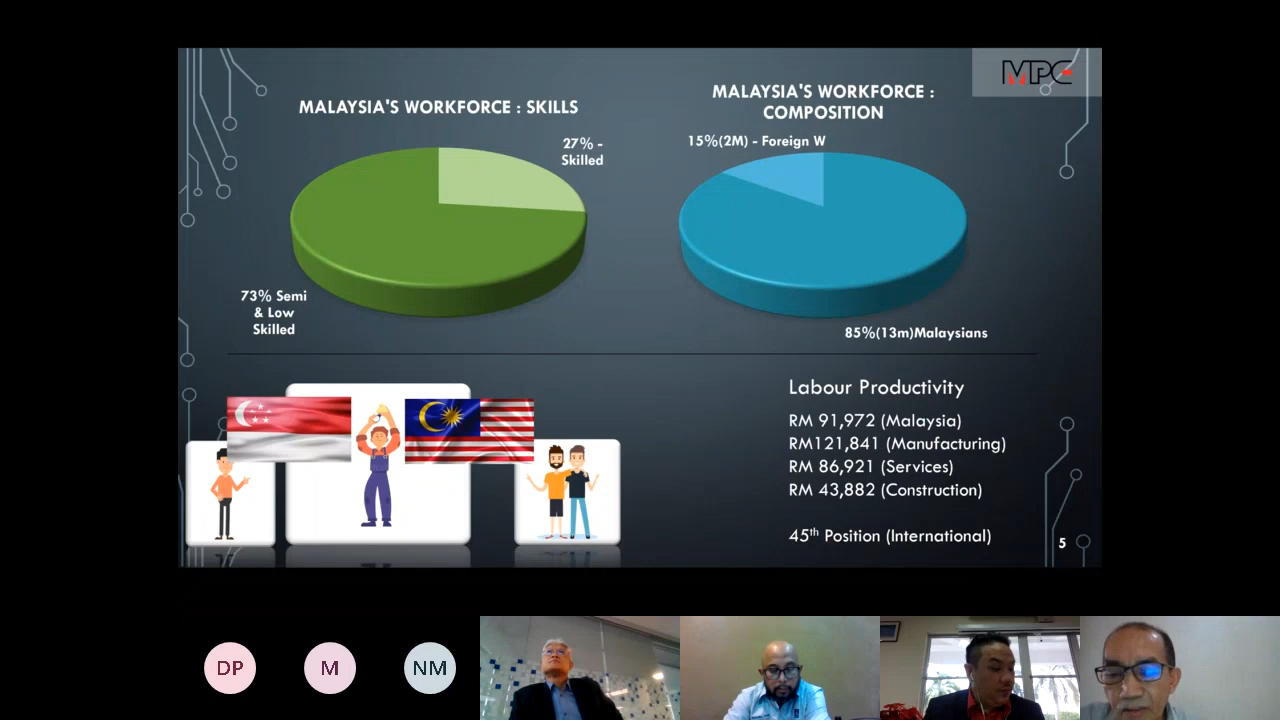 MPC
MALAYSIA'S WORKFORCE : SKILLS
27% -
Skilled
73% Semi
& Low
Skilled
MALAYSIA'S WORKFORCE :
COMPOSITION
15%(2M) - Foreign W
85%(13m)Malaysians
Labour Productivity
RM 91,972 (Malaysia)
RM121,841 (Manufacturing)
RM 86,921 (Services)
RM 43,882 (Construction)
45th Position (International)
5
DP
M
NM